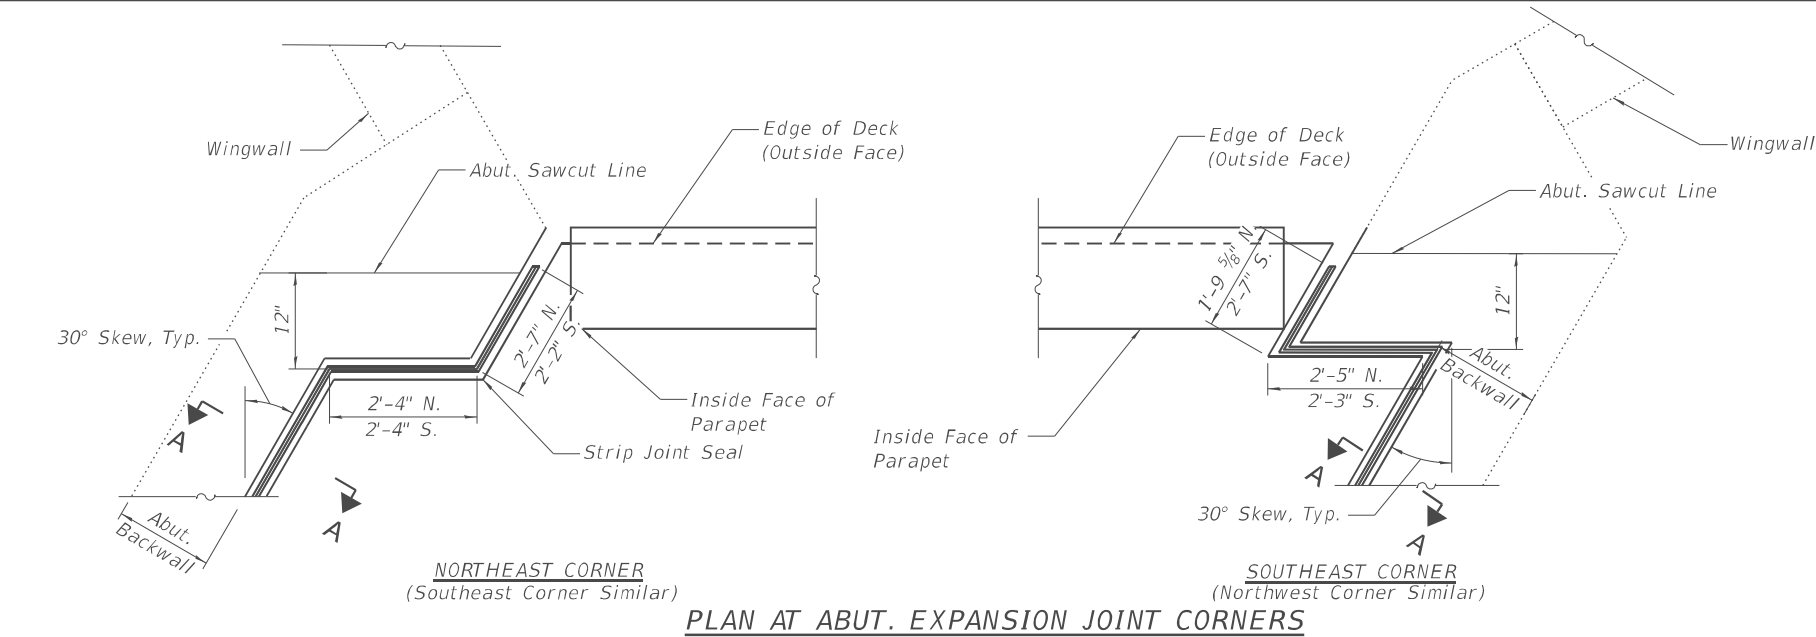 Wingwall
Edge of Deck
(Outside Face)
Abut. Sawcut Line
12"
30° Skew, Typ.
2'-7" N.
2'-2" S.
2'-4" N.
2'-4" S.
Inside Face of
Parapet
Strip Joint Seal
A
A
Abut.
Backwall
NORTHEAST CORNER
(Southeast Corner Similar)
Edge of Deck
(Outside Face)
Wingwall
Abut. Sawcut Line
1'-9 5/8" N.
2'-7" S.
12"
Abut.
Backwall
2'-5" N.
2'-3" S.
Inside Face of
Parapet
A
30° Skew, Typ.
A
SOUTHEAST CORNER
(Northwest Corner Similar)
PLAN AT ABUT. EXPANSION JOINT CORNERS